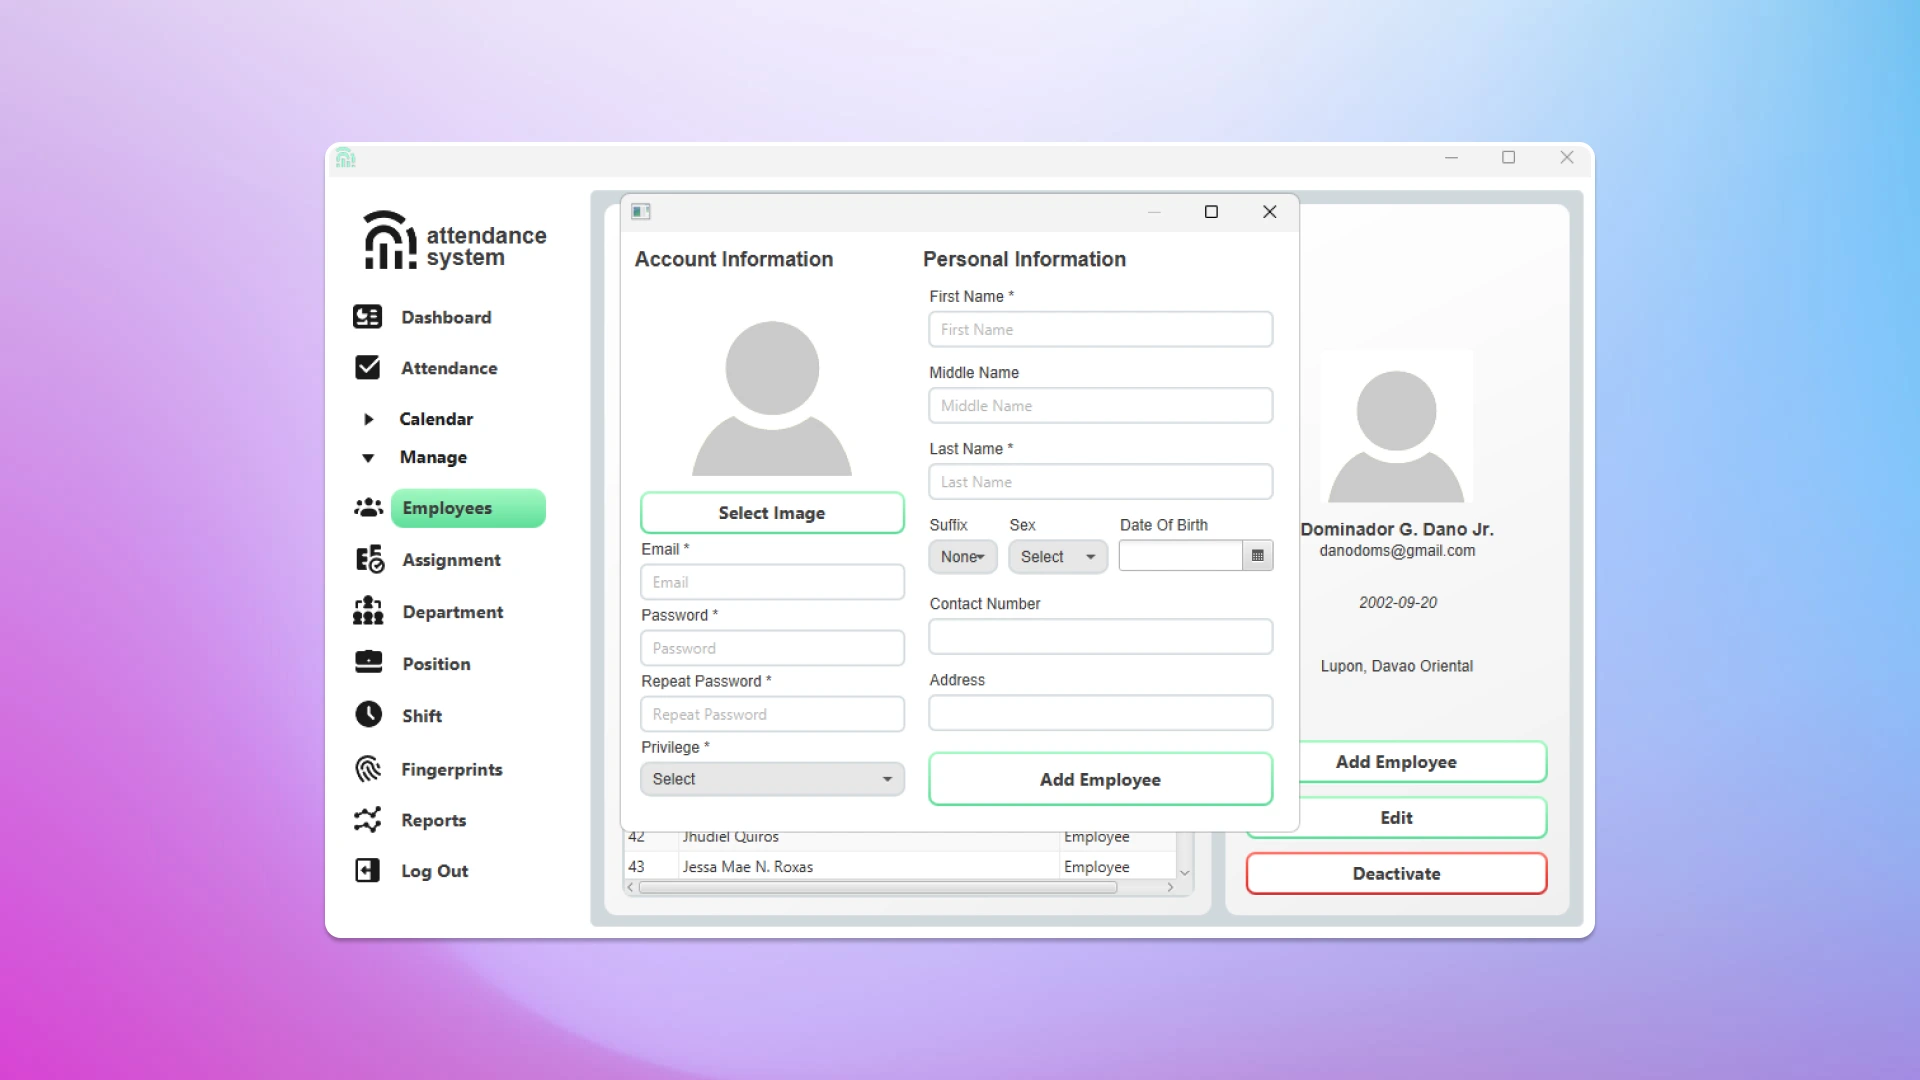 attendance
system
Dashboard
Attendance
Calendar
Manage
Employees
Assignment
Department
Position
Shift
Fingerprints
Reports
Log Out
Account Information
Select Image
Email *
Email
Password *
Password
Repeat Password *
Repeat Password
Privilege *
Select
Personal Information
First Name *
First Name
Middle Name
Middle Name
Last Name *
Last Name
Suffix Sex Date Of Birth
None Select
Contact Number
Address
Add Employee
42 Jhudiel Quiros Employee
43 Jessa Mae N. Roxas Employee
Dominador G. Dano Jr.
danodoms@gmail.com
2002-09-20
Lupon, Davao Oriental
Add Employee
Edit
Deactivate